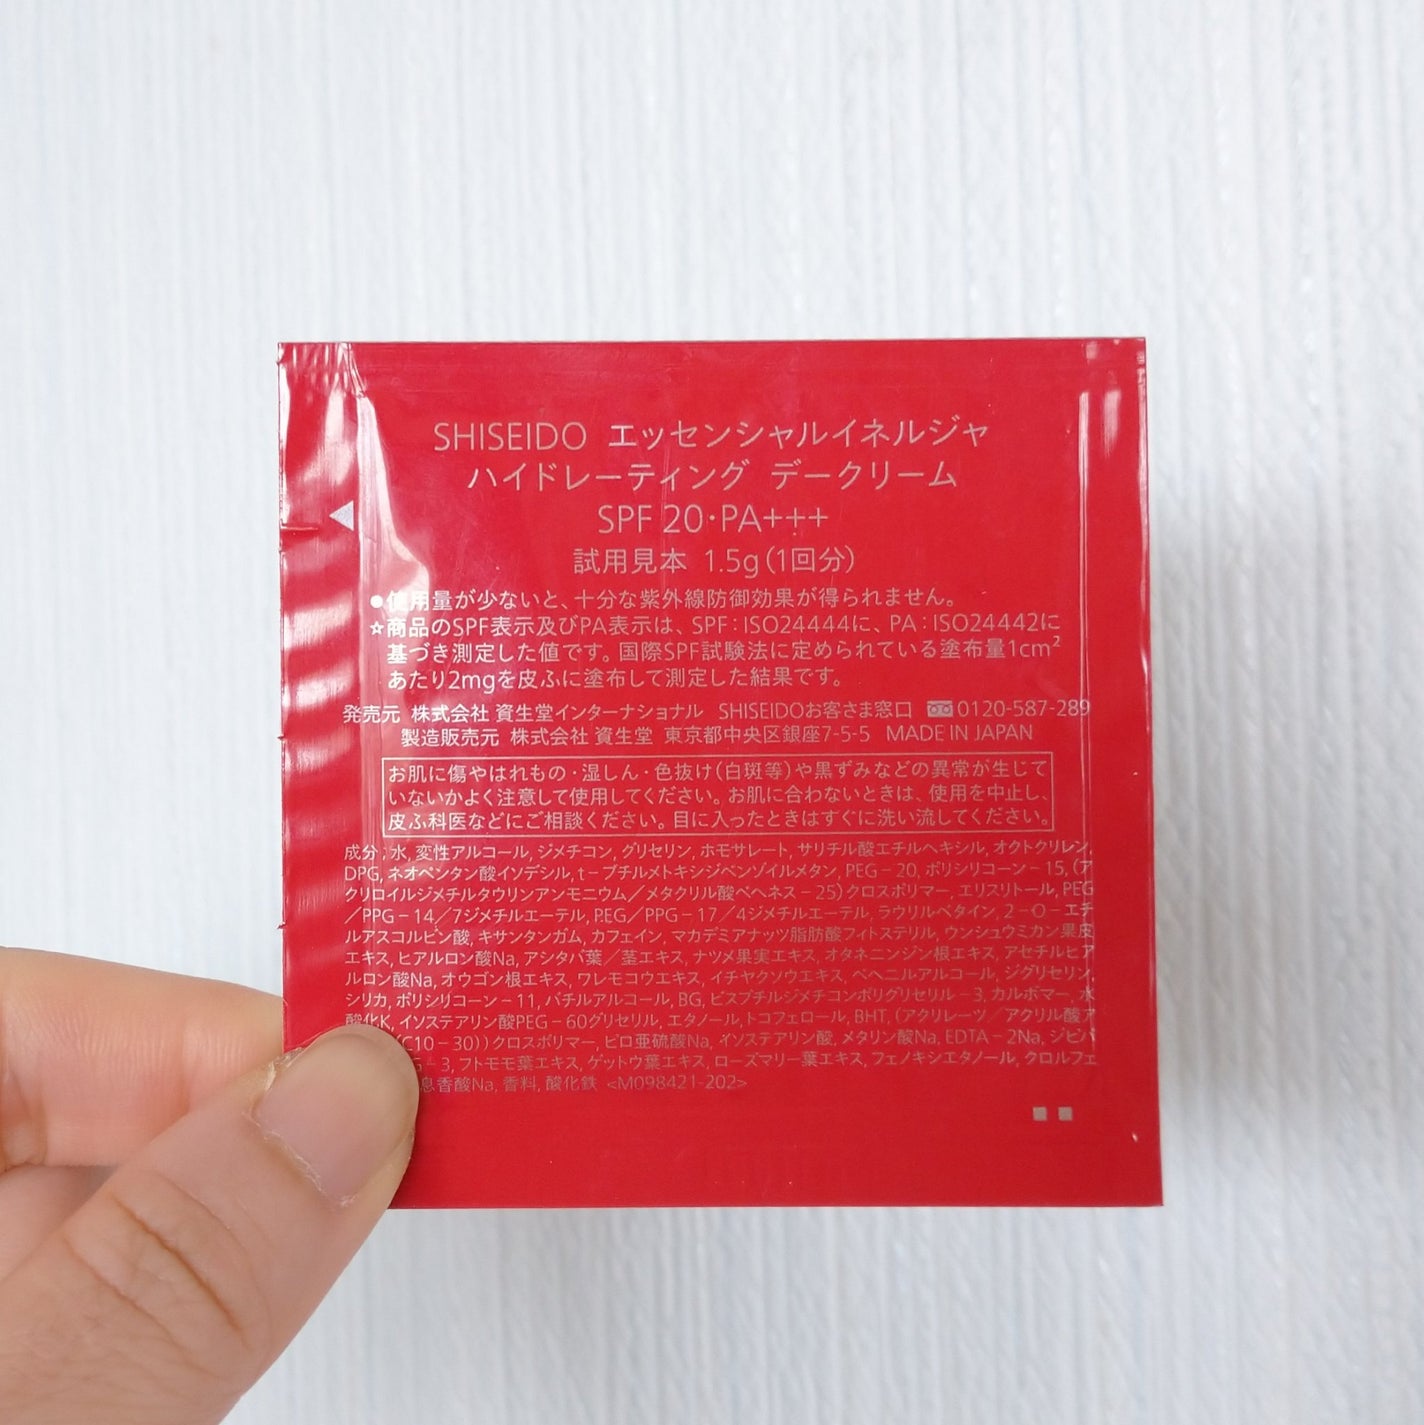 SHISEIDO エッセンシャルイネルジャ
ハイドレーティング デークリーム
SPF 20・PA+++
試用見本 1.5g(1回分)
●使用量が少ないと、十分な紫外線防御効果が得られません。
☆商品のSPF表示及びPA表示は、SPF:ISO24444に、PA:ISO24442に
基づき測定した値です。国際SPF試験法に定められている塗布量1cm²
あたり2mgを皮ふに塗布して測定した結果です。
発売元 株式会社 資生堂インターナショナル SHISEIDOお客さま窓口 0120-587-289
製造販売元 株式会社 資生堂 東京都中央区銀座7-5-5 MADE IN JAPAN
お肌に傷やはれもの・湿しん・色抜け(白斑等)や黒ずみなどの異常が生じて
いないかよく注意して使用してください。お肌に合わないときは、使用を中止し、
皮ふ科医などにご相談ください。目に入ったときはすぐに洗い流してください。
成分:水, 変性アルコール, ジメチコン, グリセリン, ホモサレート, サリチル酸エチルヘキシル, オクトクリレン,
DPG, ネオペンタン酸イソデシル, t-ブチルメトキシジベンゾイルメタン, PEG-20, ポリシリコーン-15, (ア
クリロイルジメチルタウリンアンモニウム/メタクリル酸ベヘネス-25)クロスポリマー, エリスリトール, PEG
/PPG-14/7ジメチルエーテル, PEG/PPG-17/4ジメチルエーテル, ラウリルベタイン, 2-O-エチ
ルアスコルビン酸, キサンタンガム, カフェイン, マカデミアナッツ脂肪酸フィトステリル, ウンシュウミカン果皮
エキス, ヒアルロン酸Na, アシタバ葉/茎エキス, ナツメ果実エキス, オタネニンジン根エキス, アセチルヒア
ルロン酸Na, オウゴン根エキス, ワレモコウエキス, イチヤクソウエキス, ベヘニルアルコール, ジグリセリン,
シリカ, ポリシリコーン-11, バチルアルコール, BG, ビスブチルジメチコンポリグリセリル-3, カルボマー, 水
酸化K, イソステアリン酸PEG-60グリセリル, エタノール, トコフェロール, BHT, (アクリレーツ/アクリル酸ア
(C10-30))クロスポリマー, ピロ亜硫酸Na, イソステアリン酸, メタリン酸Na, EDTA-2Na, ジピバ
-3, フトモモ葉エキス, ゲットウ葉エキス, ローズマリー葉エキス, フェノキシエタノール, クロルフェ
息香酸Na, 香料, 酸化鉄 <M098421-202>